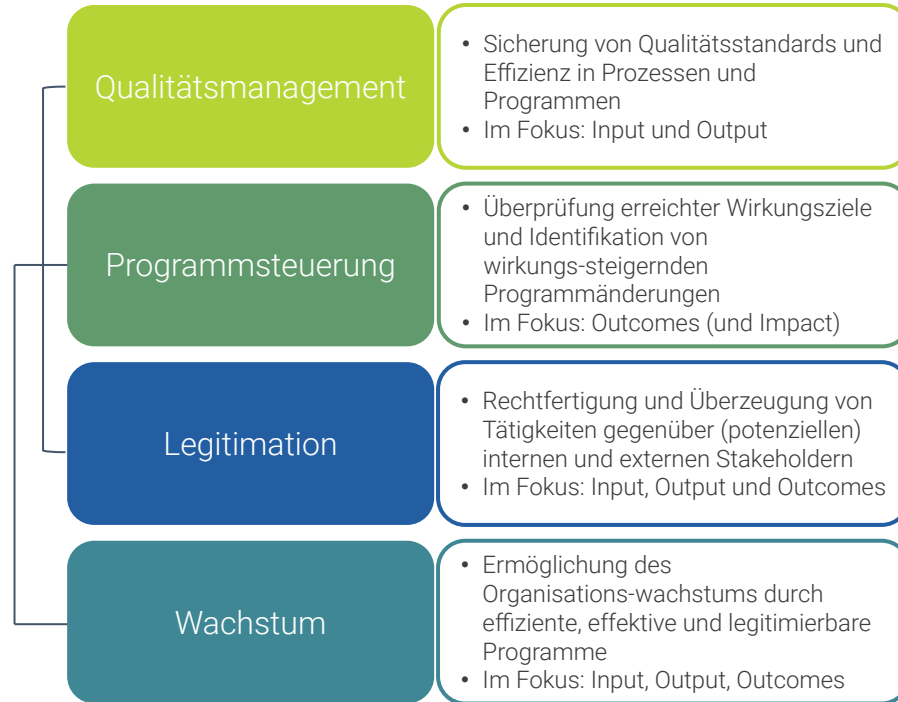 Qualitätsmanagement
• Sicherung von Qualitätsstandards und
Effizienz in Prozessen und
Programmen
• Im Fokus: Input und Output
Programmsteuerung
• Überprüfung erreichter Wirkungsziele
und Identifikation von
wirkungs-steigernden
Programmänderungen
• Im Fokus: Outcomes (und Impact)
Legitimation
• Rechtfertigung und Überzeugung von
Tätigkeiten gegenüber (potenziellen)
internen und externen Stakeholdern
• Im Fokus: Input, Output und Outcomes
Wachstum
• Ermöglichung des
Organisations-wachstums durch
effiziente, effektive und legitimierbare
Programme
• Im Fokus: Input, Output, Outcomes